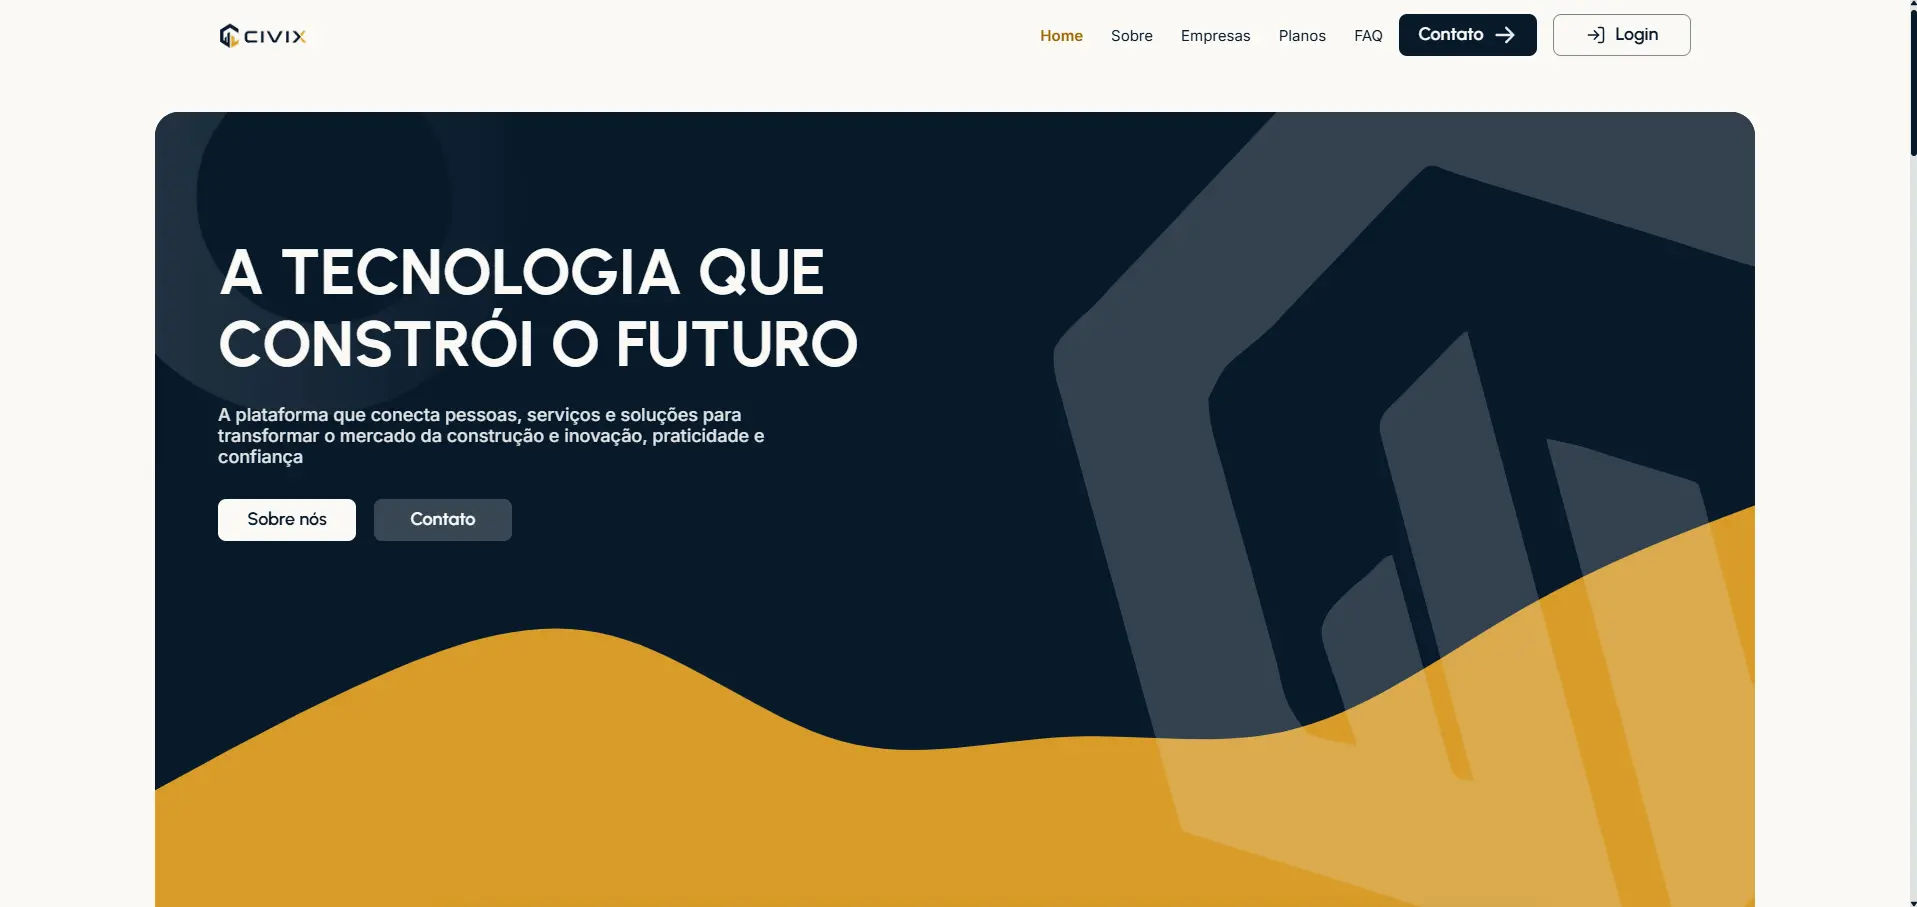 CIVIX
Home
Sobre
Empresas
Planos
FAQ
Contato
Login
A TECNOLOGIA QUE
CONSTRÓI O FUTURO
A plataforma que conecta pessoas, serviços e soluções para
transformar o mercado da construção e inovação, praticidade e
confiança
Sobre nós
Contato